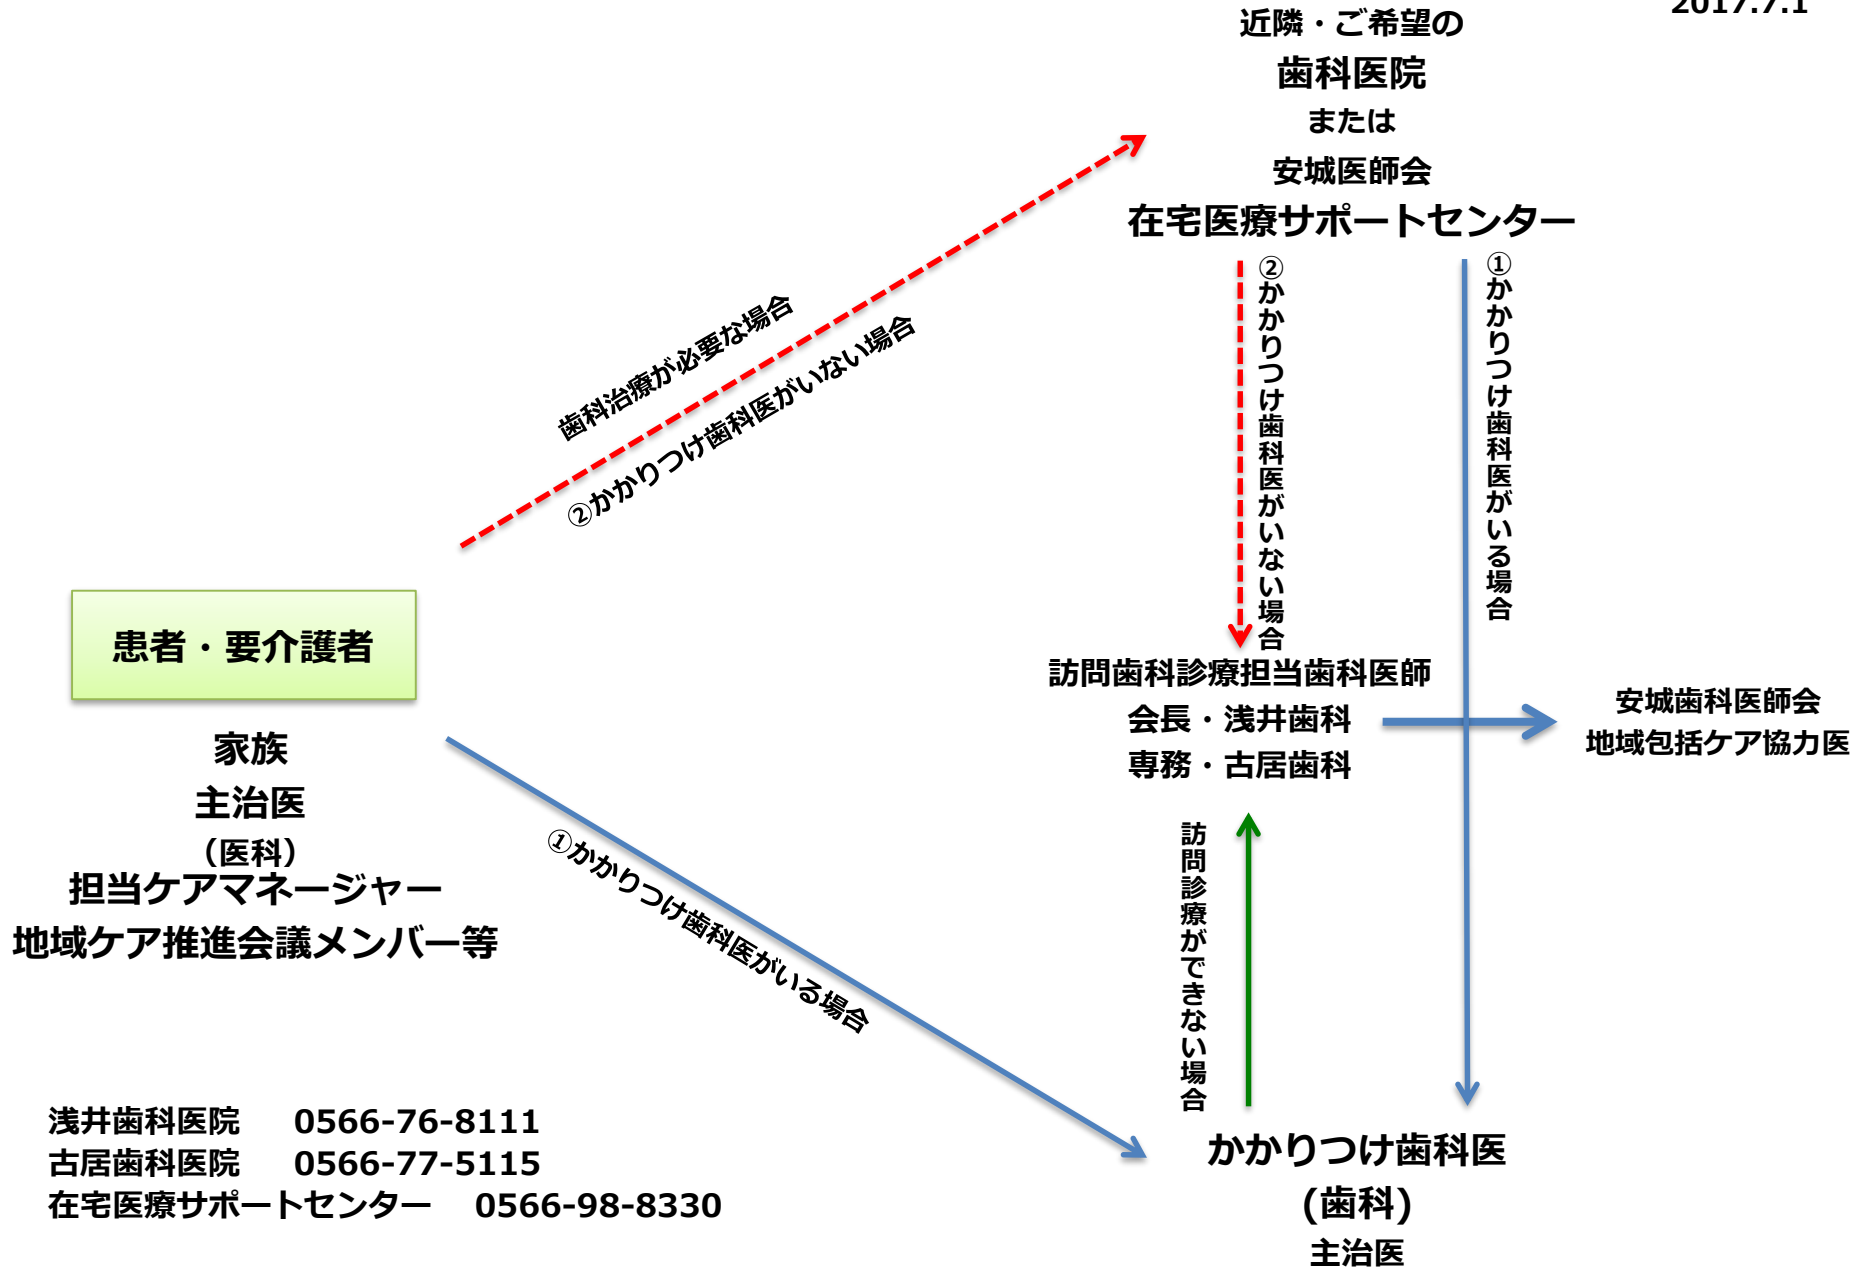 2017.7.1
近隣・ご希望の
歯科医院
または
安城医師会
在宅医療サポートセンター
歯科治療が必要な場合
②かかりつけ歯科医がいない場合
②かかりつけ歯科医がいない場合
①かかりつけ歯科医がいる場合
患者・要介護者
家族
主治医
（医科）
担当ケアマネージャー
地域ケア推進会議メンバー等
訪問歯科診療担当歯科医師
会長・浅井歯科
専務・古居歯科
安城歯科医師会
地域包括ケア協力医
①かかりつけ歯科医がいる場合
訪問診療ができない場合
かかりつけ歯科医
(歯科)
主治医
浅井歯科医院 0566-76-8111
古居歯科医院 0566-77-5115
在宅医療サポートセンター 0566-98-8330